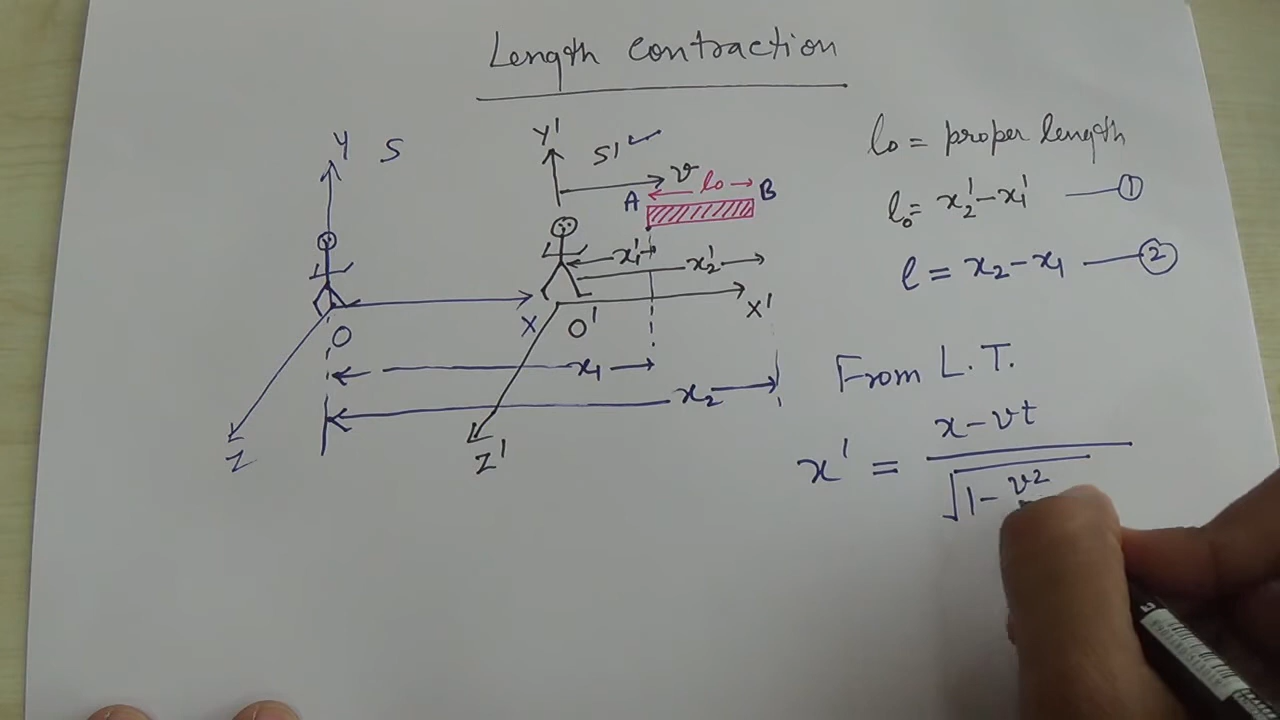 Length contraction
Y S
Y' S' v
A l₀ B
x₁' x₂'
X O' X'
O
x₁
x₂
Z Z'
l₀ = proper length
l₀ = x₂' - x₁' —— ①
l = x₂ - x₁ —— ②
From L.T.
x' = (x - vt) / √(1 - v²